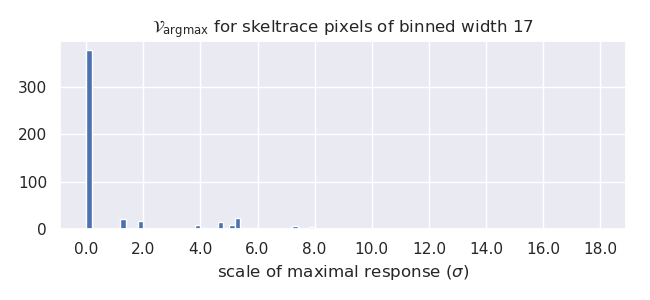 𝒱argmax for skeltrace pixels of binned width 17
300
200
100
0
0.0 2.0 4.0 6.0 8.0 10.0 12.0 14.0 16.0 18.0
scale of maximal response (σ)